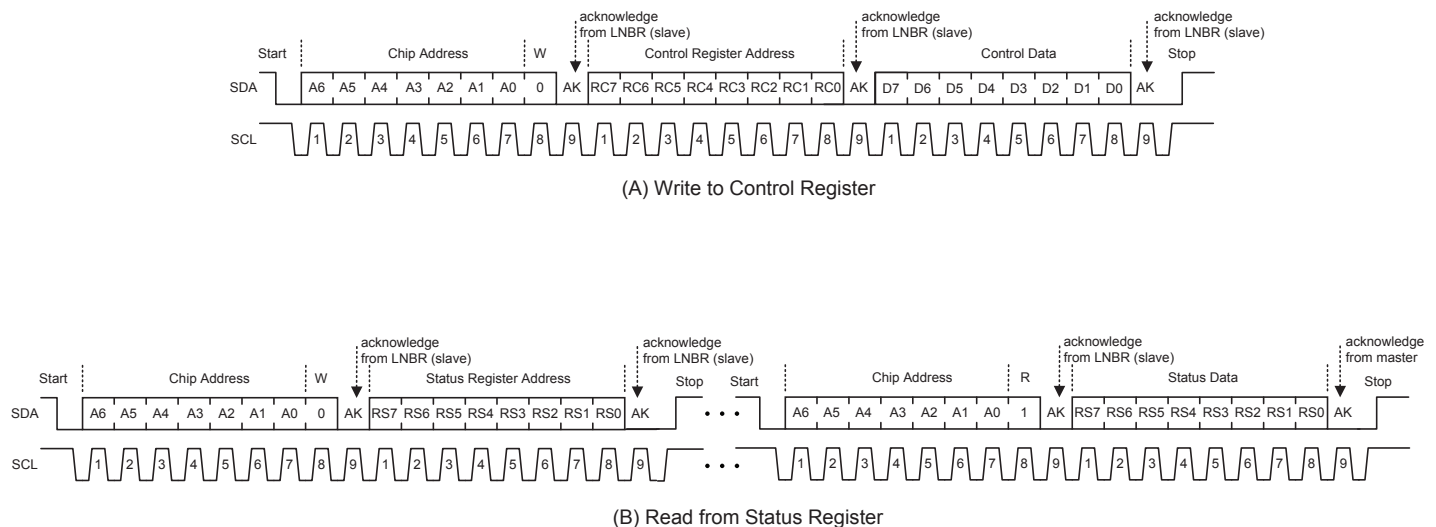 acknowledge acknowledge acknowledge
from LNBR (slave) from LNBR (slave) from LNBR (slave)
Start Chip Address W Control Register Address Control Data Stop
SDA A6 A5 A4 A3 A2 A1 A0 0 AK RC7 RC6 RC5 RC4 RC3 RC2 RC1 RC0 AK D7 D6 D5 D4 D3 D2 D1 D0 AK
SCL 1 2 3 4 5 6 7 8 9 1 2 3 4 5 6 7 8 9 1 2 3 4 5 6 7 8 9
(A) Write to Control Register
acknowledge acknowledge acknowledge acknowledge
from LNBR (slave) from LNBR (slave) from LNBR (slave) from master
Start Chip Address W Status Register Address Stop Start Chip Address R Status Data Stop
SDA A6 A5 A4 A3 A2 A1 A0 0 AK RS7 RS6 RS5 RS4 RS3 RS2 RS1 RS0 AK • • • A6 A5 A4 A3 A2 A1 A0 1 AK RS7 RS6 RS5 RS4 RS3 RS2 RS1 RS0 AK
SCL 1 2 3 4 5 6 7 8 9 1 2 3 4 5 6 7 8 9 • • • 1 2 3 4 5 6 7 8 9 1 2 3 4 5 6 7 8 9
(B) Read from Status Register